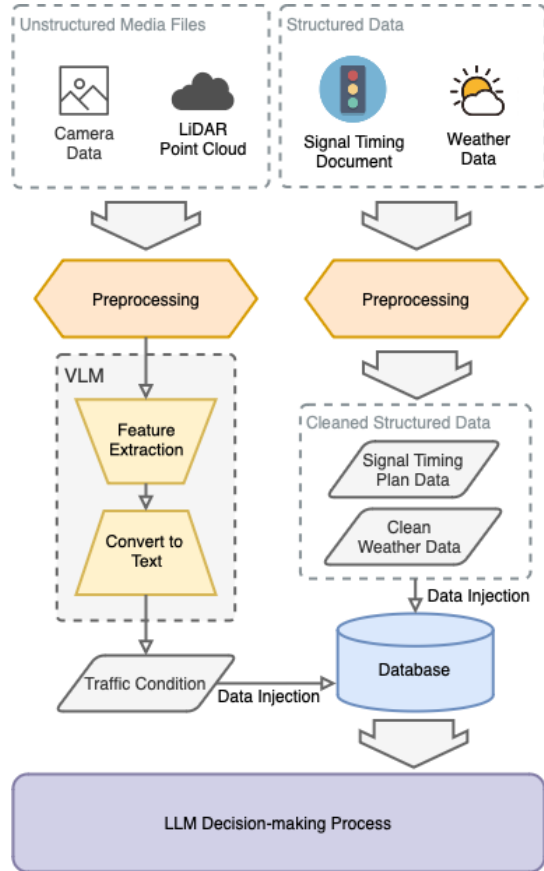 Unstructured Media Files
Structured Data
Camera
Data
LiDAR
Point Cloud
Signal Timing
Document
Weather
Data
Preprocessing
Preprocessing
VLM
Feature
Extraction
Convert to
Text
Cleaned Structured Data
Signal Timing
Plan Data
Clean
Weather Data
Data Injection
Traffic Condition
Data Injection
Database
LLM Decision-making Process